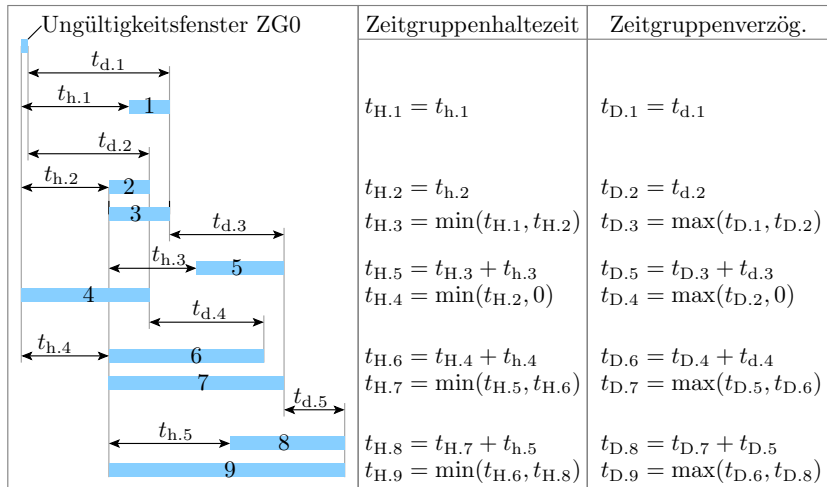 Ungültigkeitsfenster ZG0 Zeitgruppenhaltezeit Zeitgruppenverzög.
t_d.1
t_h.1 1 t_H.1 = t_h.1 t_D.1 = t_d.1
t_d.2
t_h.2 2 t_H.2 = t_h.2 t_D.2 = t_d.2
3 t_H.3 = min(t_H.1, t_H.2) t_D.3 = max(t_D.1, t_D.2)
t_d.3
t_h.3 5 t_H.5 = t_H.3 + t_h.3 t_D.5 = t_D.3 + t_d.3
4 t_H.4 = min(t_H.2, 0) t_D.4 = max(t_D.2, 0)
t_d.4
t_h.4 6 t_H.6 = t_H.4 + t_h.4 t_D.6 = t_D.4 + t_d.4
7 t_H.7 = min(t_H.5, t_H.6) t_D.7 = max(t_D.5, t_D.6)
t_d.5
t_h.5 8 t_H.8 = t_H.7 + t_h.5 t_D.8 = t_D.7 + t_D.5
9 t_H.9 = min(t_H.6, t_H.8) t_D.9 = max(t_D.6, t_D.8)